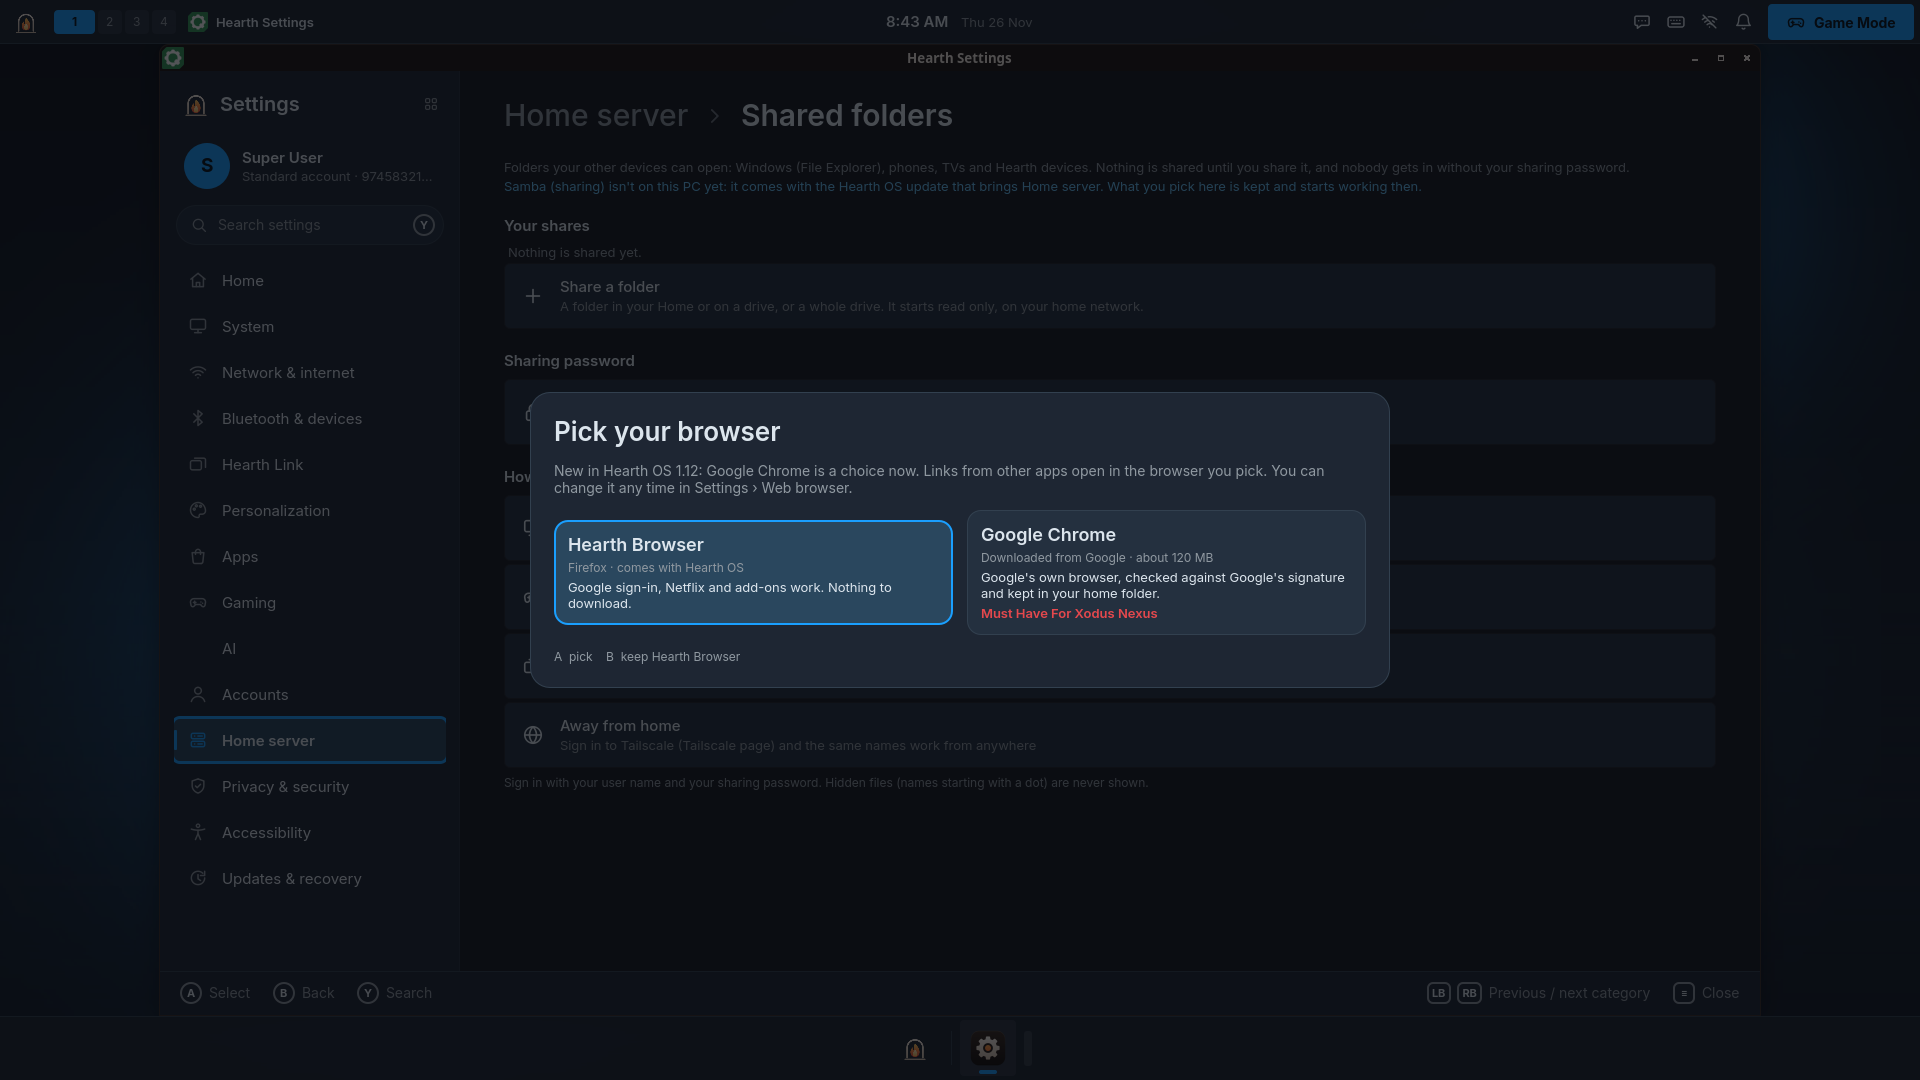 1 2 3 4 Hearth Settings
8:43 AM Thu 26 Nov
Game Mode
Hearth Settings
Settings
S
Super User
Standard account · 97458321...
Search settings Y
Home
System
Network & internet
Bluetooth & devices
Hearth Link
Personalization
Apps
Gaming
AI
Accounts
Home server
Privacy & security
Accessibility
Updates & recovery
Home server › Shared folders
Folders your other devices can open: Windows (File Explorer), phones, TVs and Hearth devices. Nothing is shared until you share it, and nobody gets in without your sharing password.
Samba (sharing) isn't on this PC yet: it comes with the Hearth OS update that brings Home server. What you pick here is kept and starts working then.
Your shares
Nothing is shared yet.
Share a folder
A folder in your Home or on a drive, or a whole drive. It starts read only, on your home network.
Sharing password
Pick your browser
New in Hearth OS 1.12: Google Chrome is a choice now. Links from other apps open in the browser you pick. You can
change it any time in Settings › Web browser.
Hearth Browser
Firefox · comes with Hearth OS
Google sign-in, Netflix and add-ons work. Nothing to
download.
Google Chrome
Downloaded from Google · about 120 MB
Google's own browser, checked against Google's signature
and kept in your home folder.
Must Have For Xodus Nexus
A pick B keep Hearth Browser
Away from home
Sign in to Tailscale (Tailscale page) and the same names work from anywhere
Sign in with your user name and your sharing password. Hidden files (names starting with a dot) are never shown.
A Select B Back Y Search
LB RB Previous / next category Close